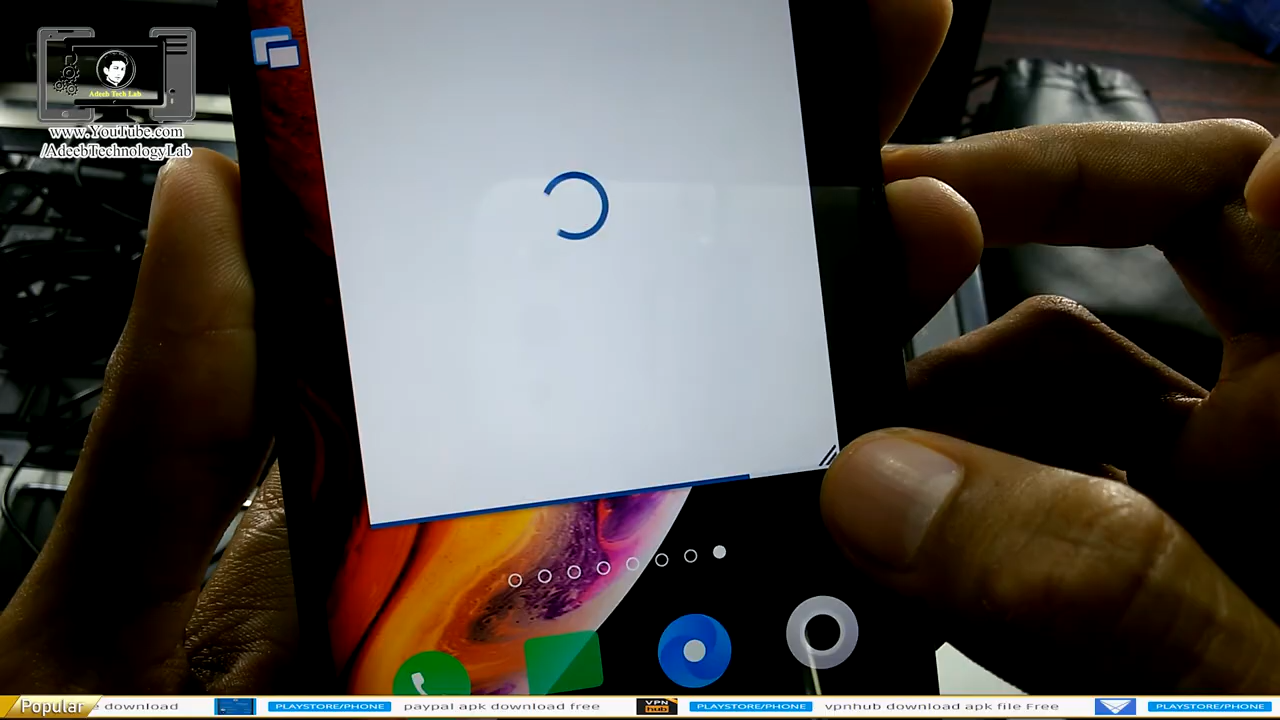 Adeeb Tech Lab
www.YouTube.com
/AdeebTechnologyLab
Popular
e download
PLAYSTORE/PHONE
paypal apk download free
VPN
hub
PLAYSTORE/PHONE
vpnhub download apk file Free
PLAYSTORE/PHONE